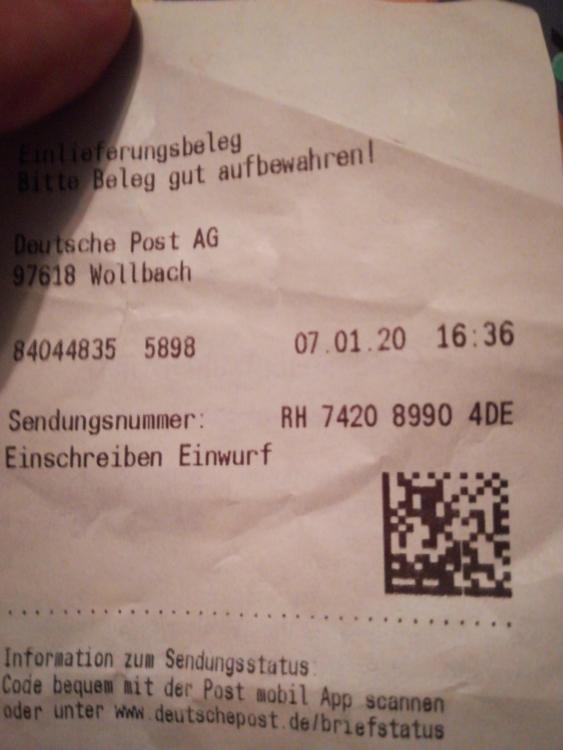 Einlieferungsbeleg
Bitte Beleg gut aufbewahren!
Deutsche Post AG
97618 Wollbach
84044835 5898 07.01.20 16:36
Sendungsnummer: RH 7420 8990 4DE
Einschreiben Einwurf
Information zum Sendungsstatus:
Code bequem mit der Post mobil App scannen
oder unter www.deutschepost.de/briefstatus